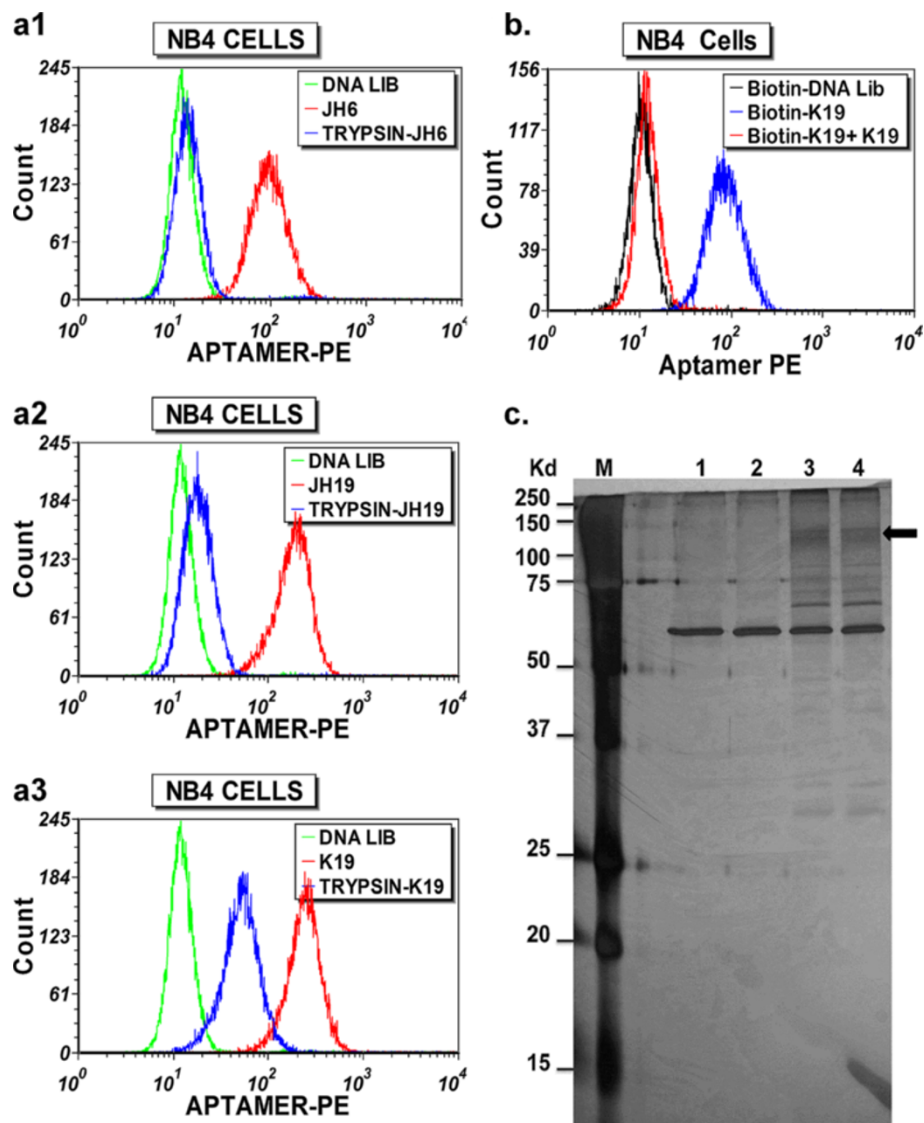 a1
NB4 CELLS
245
184
123
61
0
Count
DNA LIB
JH6
TRYPSIN-JH6
10^0 10^1 10^2 10^3 10^4
APTAMER-PE
b.
NB4 Cells
156
117
78
39
0
Count
Biotin-DNA Lib
Biotin-K19
Biotin-K19+ K19
10^0 10^1 10^2 10^3 10^4
Aptamer PE
a2
NB4 CELLS
245
184
123
61
0
Count
DNA LIB
JH19
TRYPSIN-JH19
10^0 10^1 10^2 10^3 10^4
APTAMER-PE
a3
NB4 CELLS
245
184
123
61
0
Count
DNA LIB
K19
TRYPSIN-K19
10^0 10^1 10^2 10^3 10^4
APTAMER-PE
c.
Kd M 1 2 3 4
250
150
100
75
50
37
25
20
15